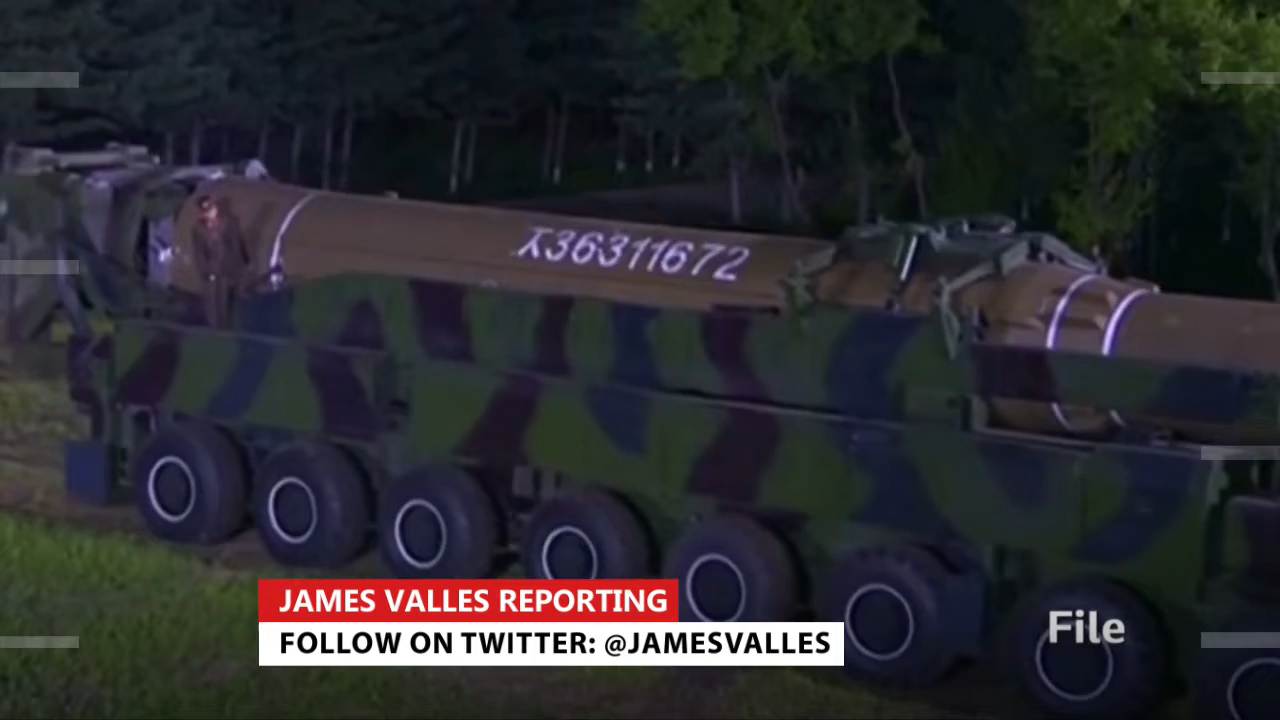 ㅈ36311672
JAMES VALLES REPORTING
FOLLOW ON TWITTER: @JAMESVALLES
File